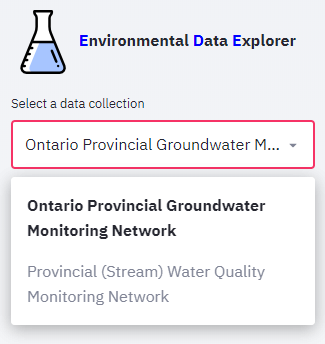 Environmental Data Explorer
Select a data collection
Ontario Provincial Groundwater M...
Ontario Provincial Groundwater
Monitoring Network
Provincial (Stream) Water Quality
Monitoring Network